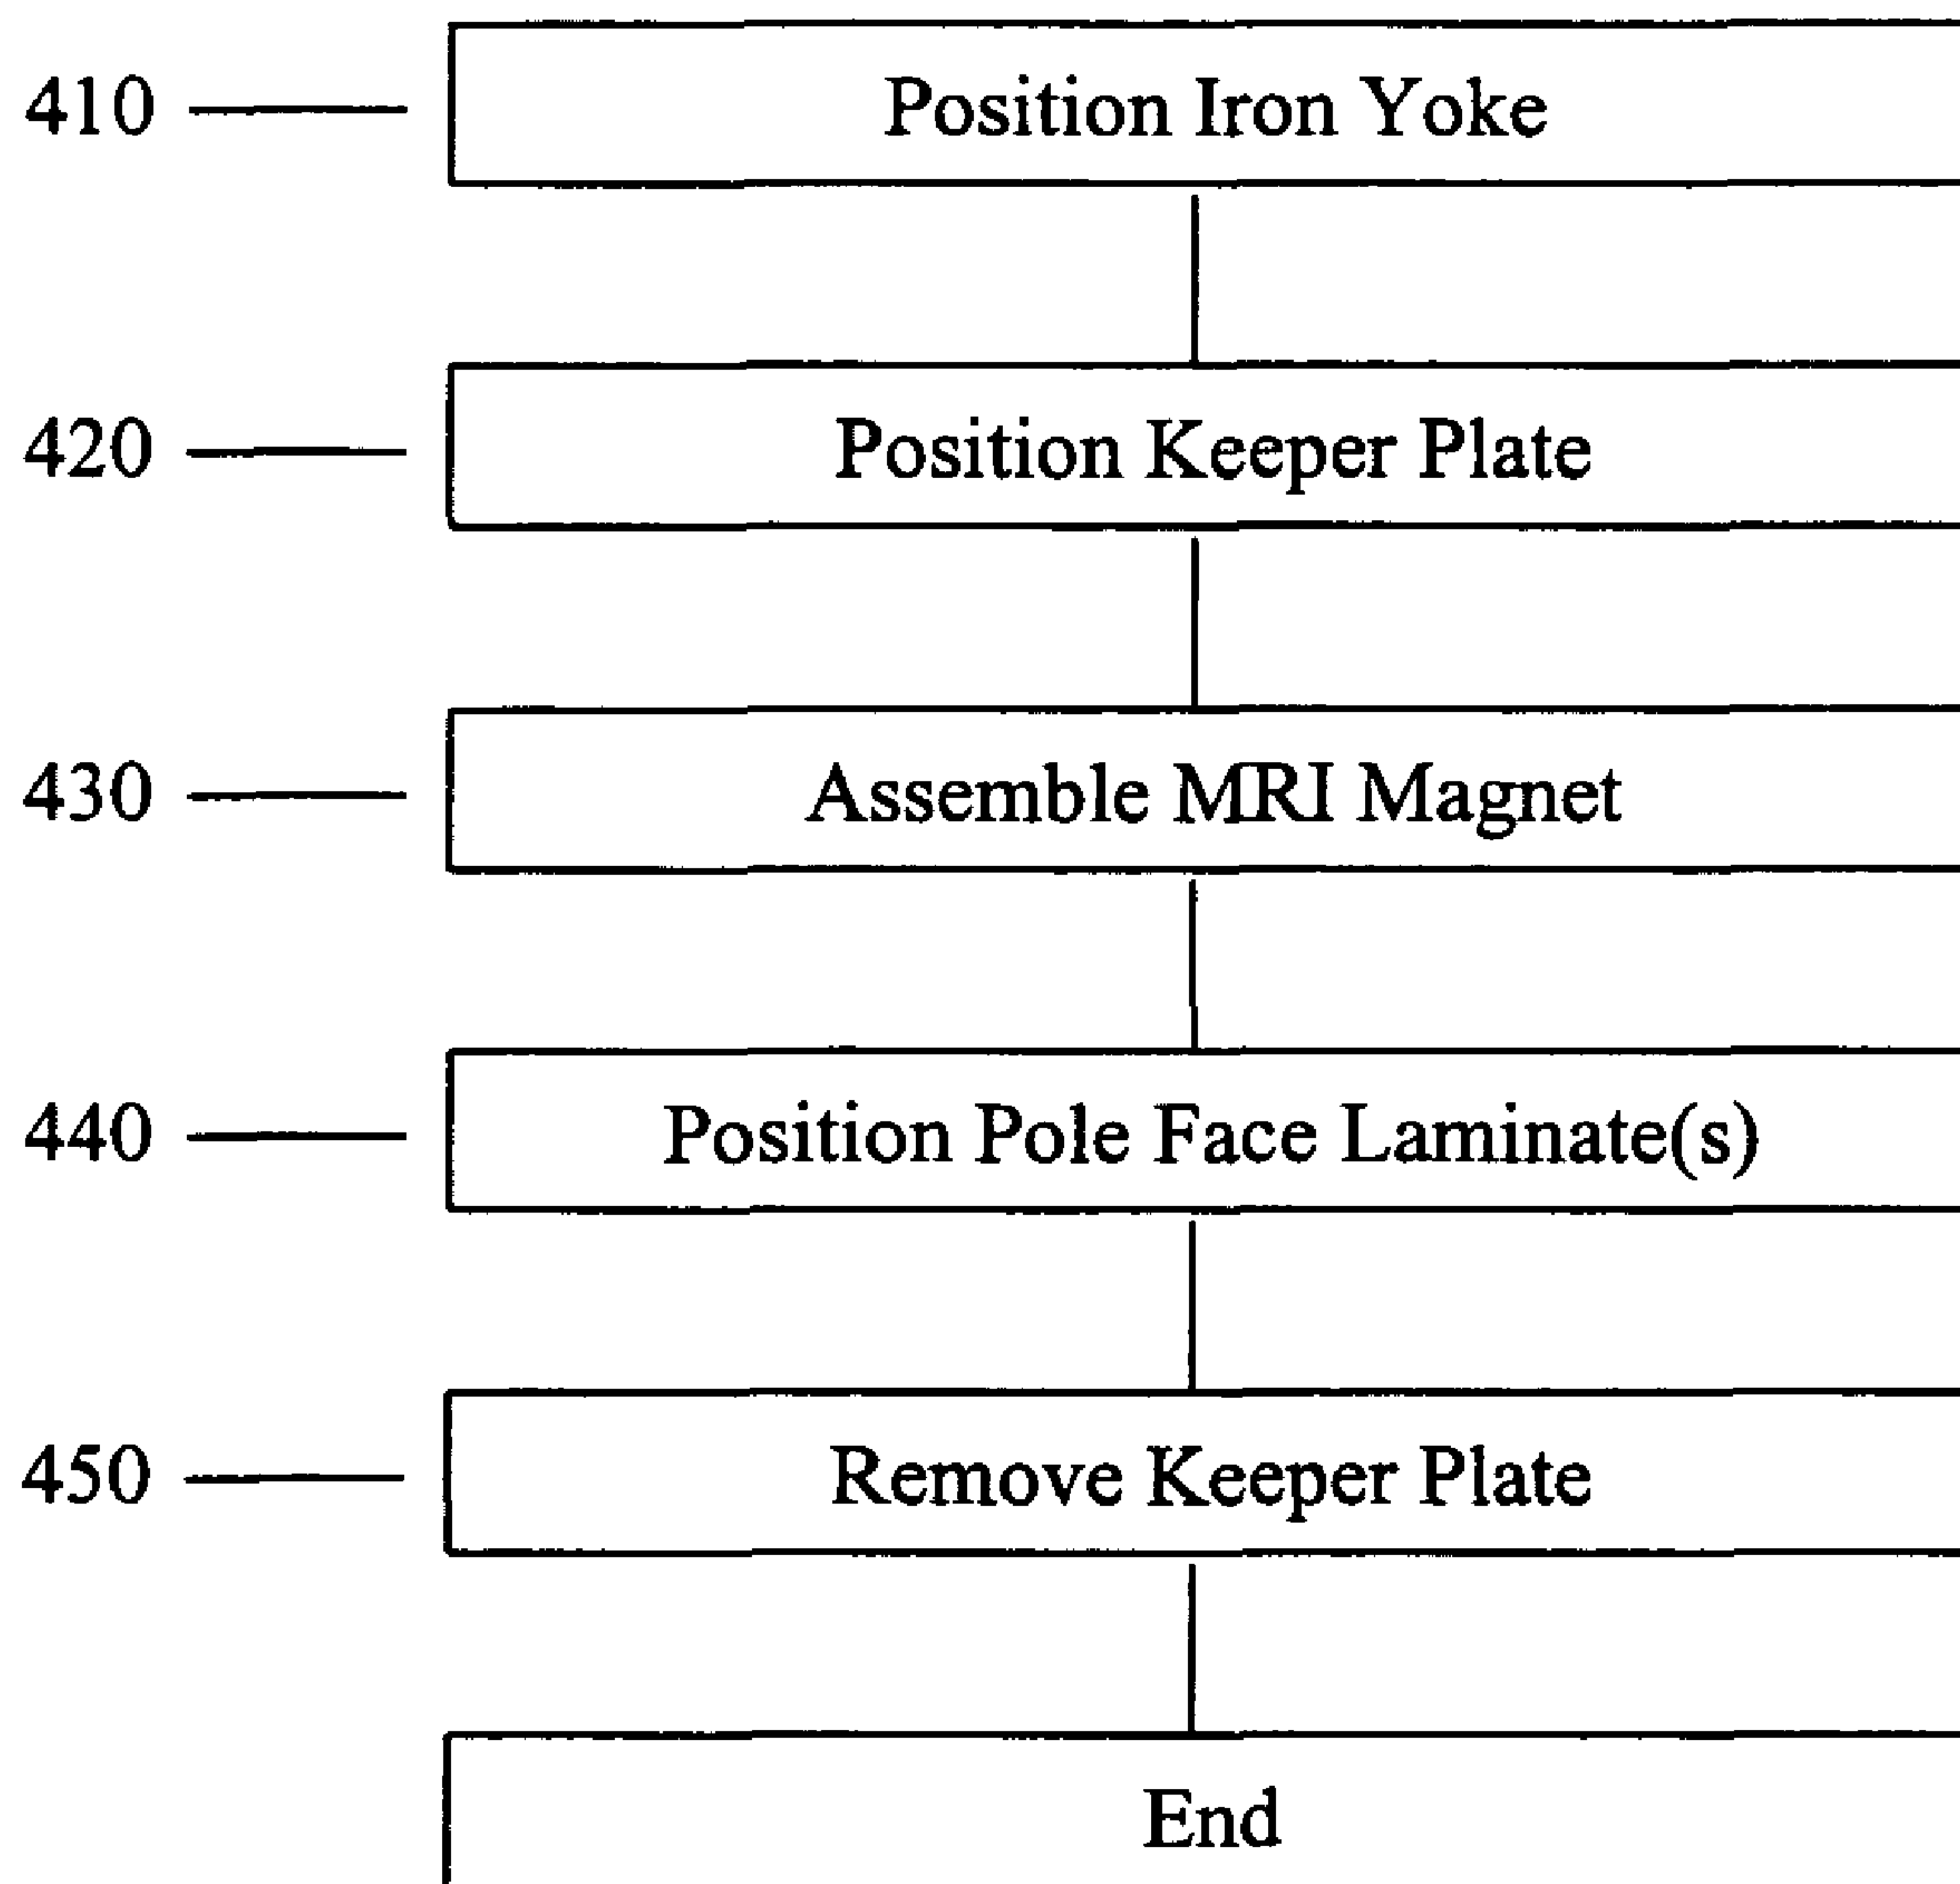 410 Position Iron Yoke
420 Position Keeper Plate
430 Assemble MRI Magnet
440 Position Pole Face Laminate(s)
450 Remove Keeper Plate
End